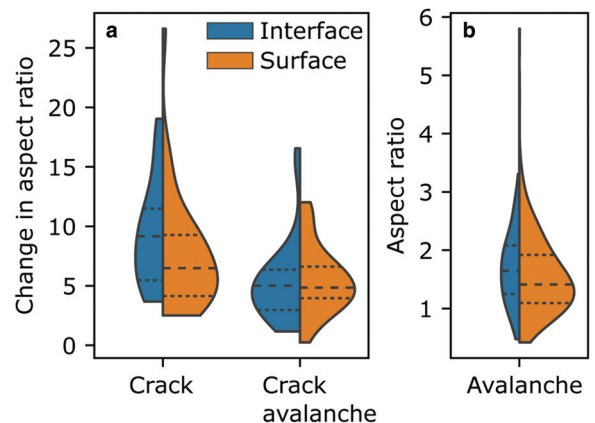 a
Interface
Surface
Change in aspect ratio
25
20
15
10
5
0
Crack
Crack
avalanche
b
Aspect ratio
6
5
4
3
2
1
Avalanche